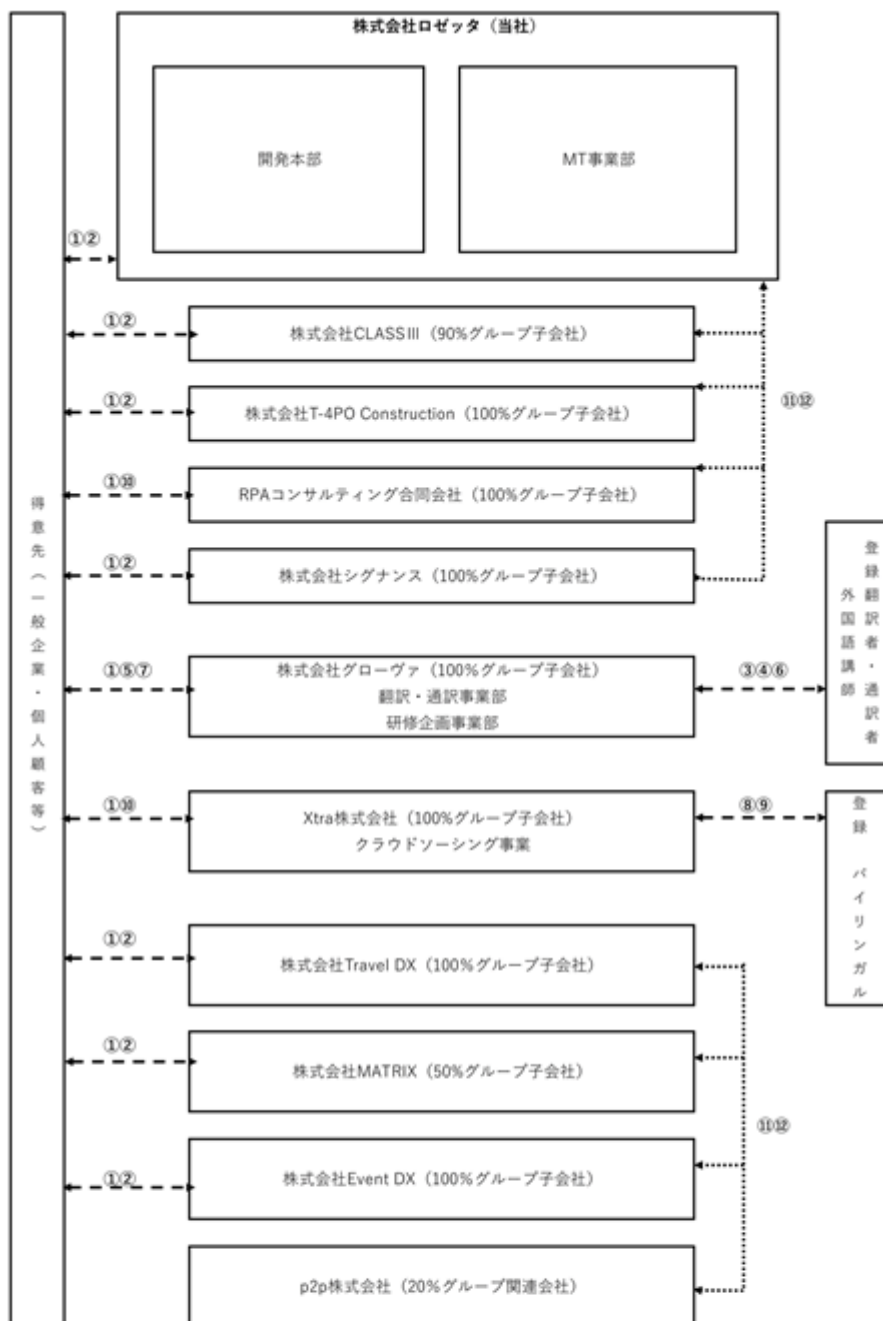 株式会社ロゼッタ（当社）
開発本部
MT事業部
①②
①②
株式会社CLASSⅢ（90%グループ子会社）
①②
株式会社T-4PO Construction（100%グループ子会社）
⑪⑫
①⑩
RPAコンサルティング合同会社（100%グループ子会社）
①②
株式会社シグナンス（100%グループ子会社）
得意先（一般企業・個人顧客等）
登録翻訳者・通訳者
外国語講師
①⑤⑦
株式会社グローヴァ（100%グループ子会社）
翻訳・通訳事業部
研修企画事業部
③④⑥
①⑩
Xtra株式会社（100%グループ子会社）
クラウドソーシング事業
⑧⑨
登録 バイリンガル
①②
株式会社Travel DX（100%グループ子会社）
①②
株式会社MATRIX（50%グループ子会社）
⑪⑫
①②
株式会社Event DX（100%グループ子会社）
p2p株式会社（20%グループ関連会社）